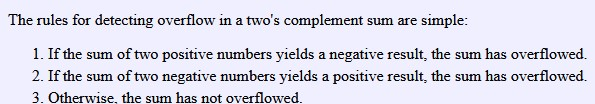 The rules for detecting overflow in a two's complement sum are simple:
1. If the sum of two positive numbers yields a negative result, the sum has overflowed.
2. If the sum of two negative numbers yields a positive result, the sum has overflowed.
3. Otherwise, the sum has not overflowed.